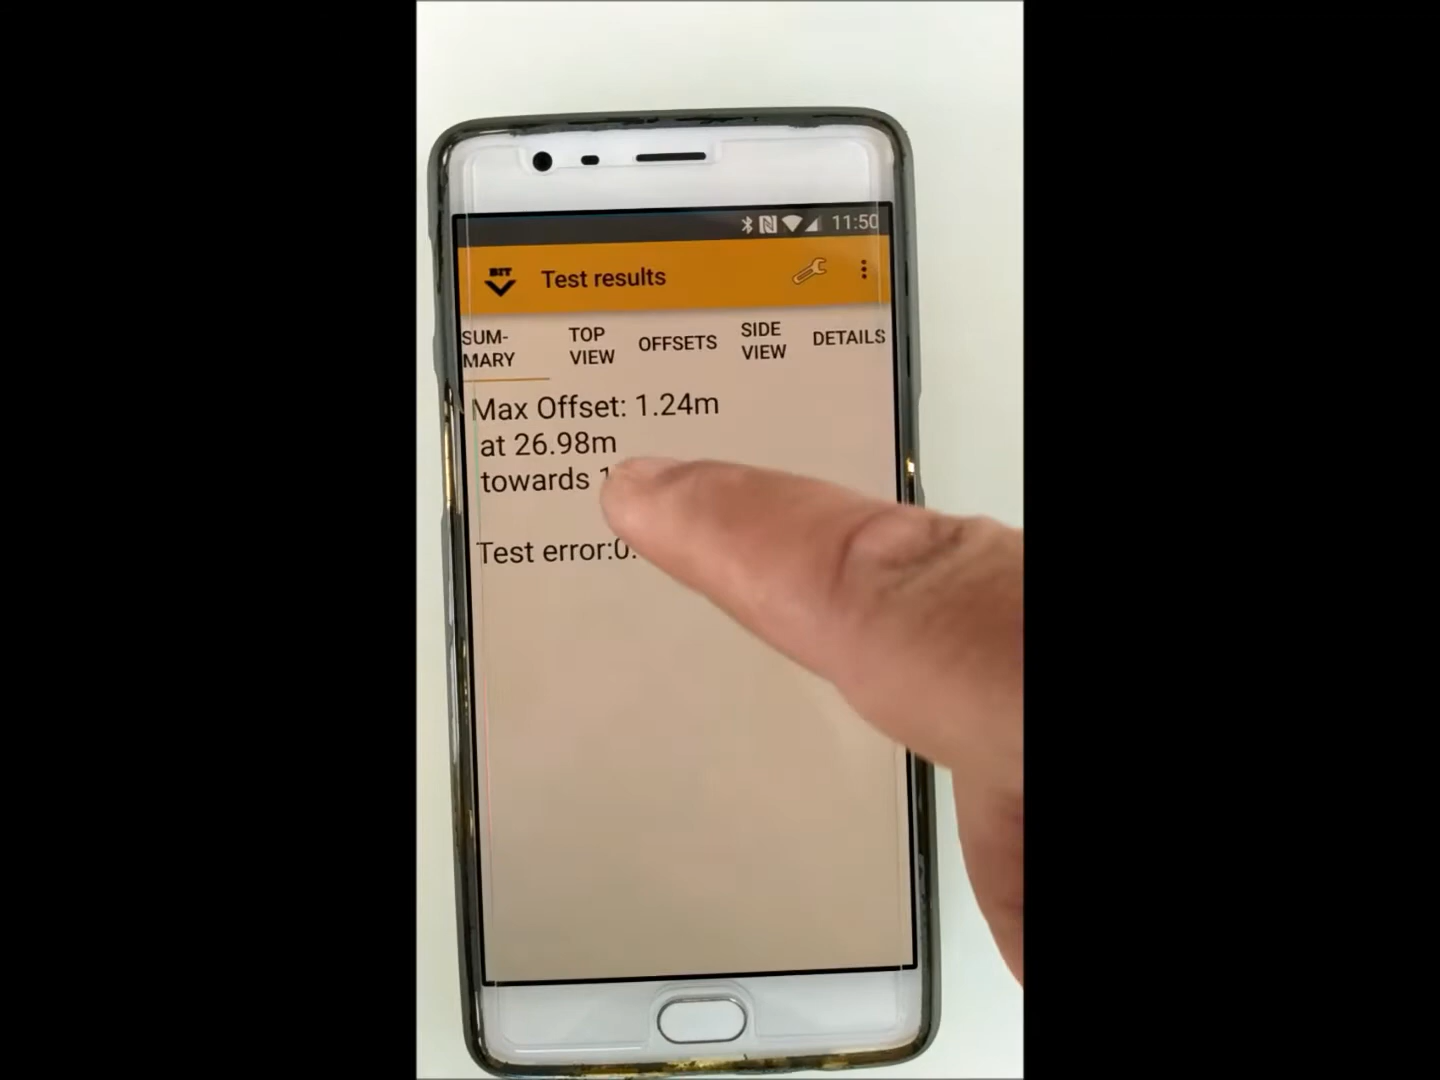 11:50
BIT
Test results
SUM-
MARY
TOP
VIEW
OFFSETS
SIDE
VIEW
DETAILS
Max Offset: 1.24m
at 26.98m
towards
Test error:0.